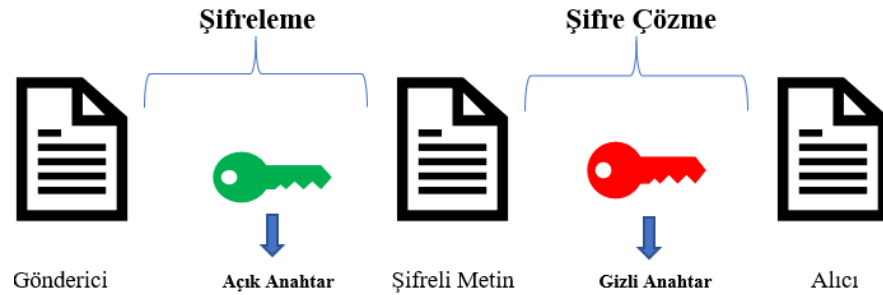 Şifreleme
Şifre Çözme
Gönderici
Açık Anahtar
Şifreli Metin
Gizli Anahtar
Alıcı